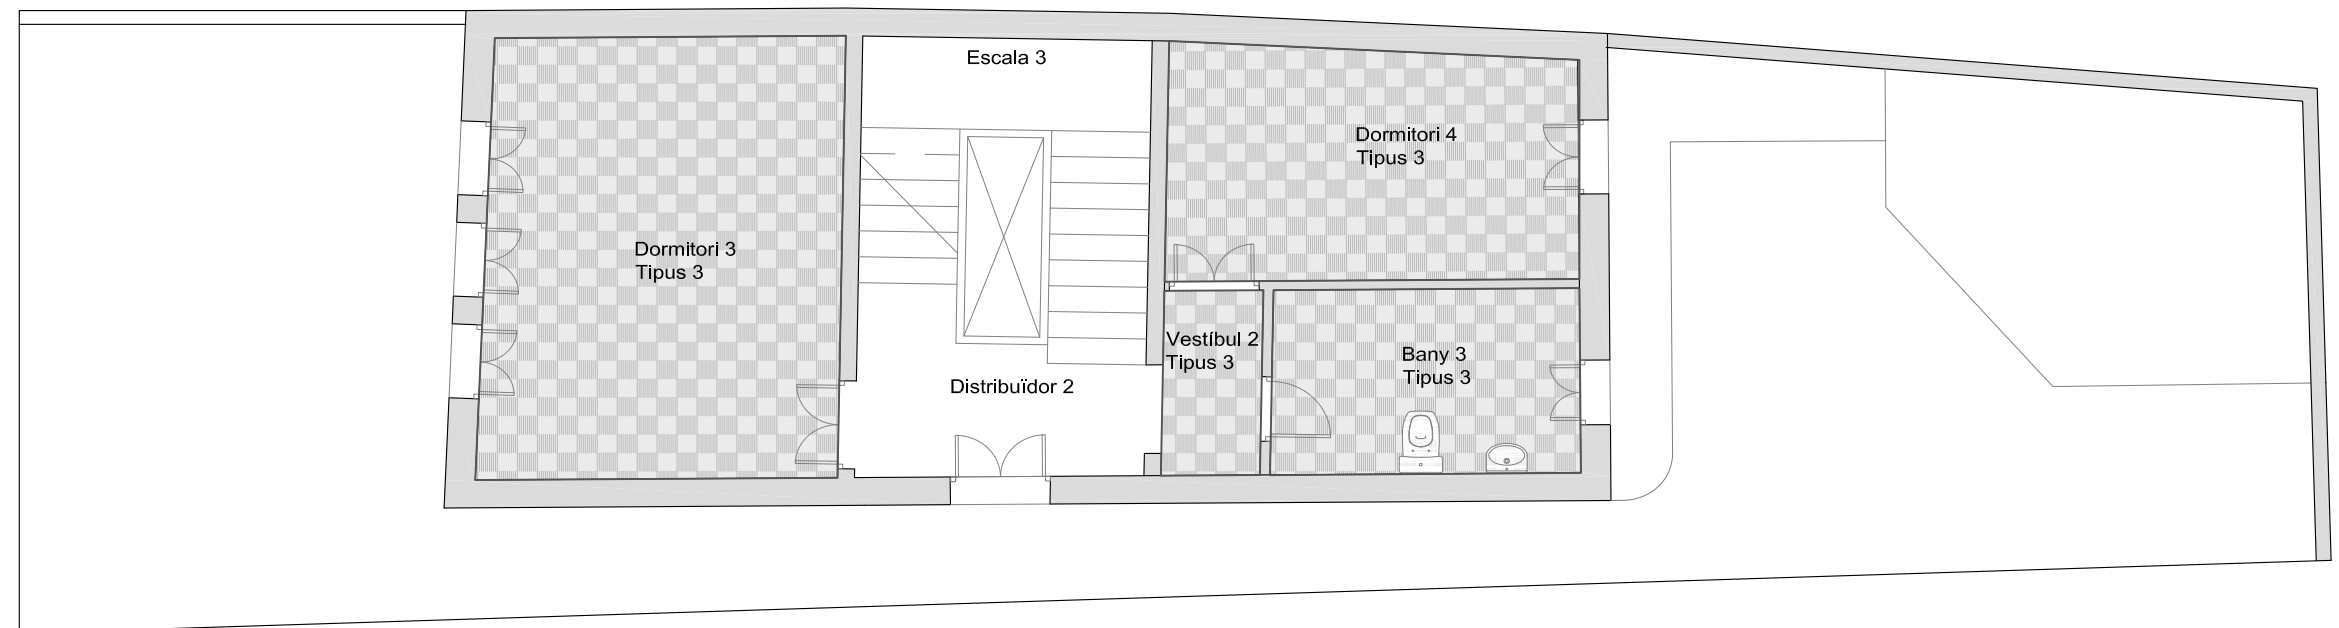 Escala 3
Dormitori 4
Tipus 3
Dormitori 3
Tipus 3
Vestíbul 2
Tipus 3
Bany 3
Tipus 3
Distribuïdor 2